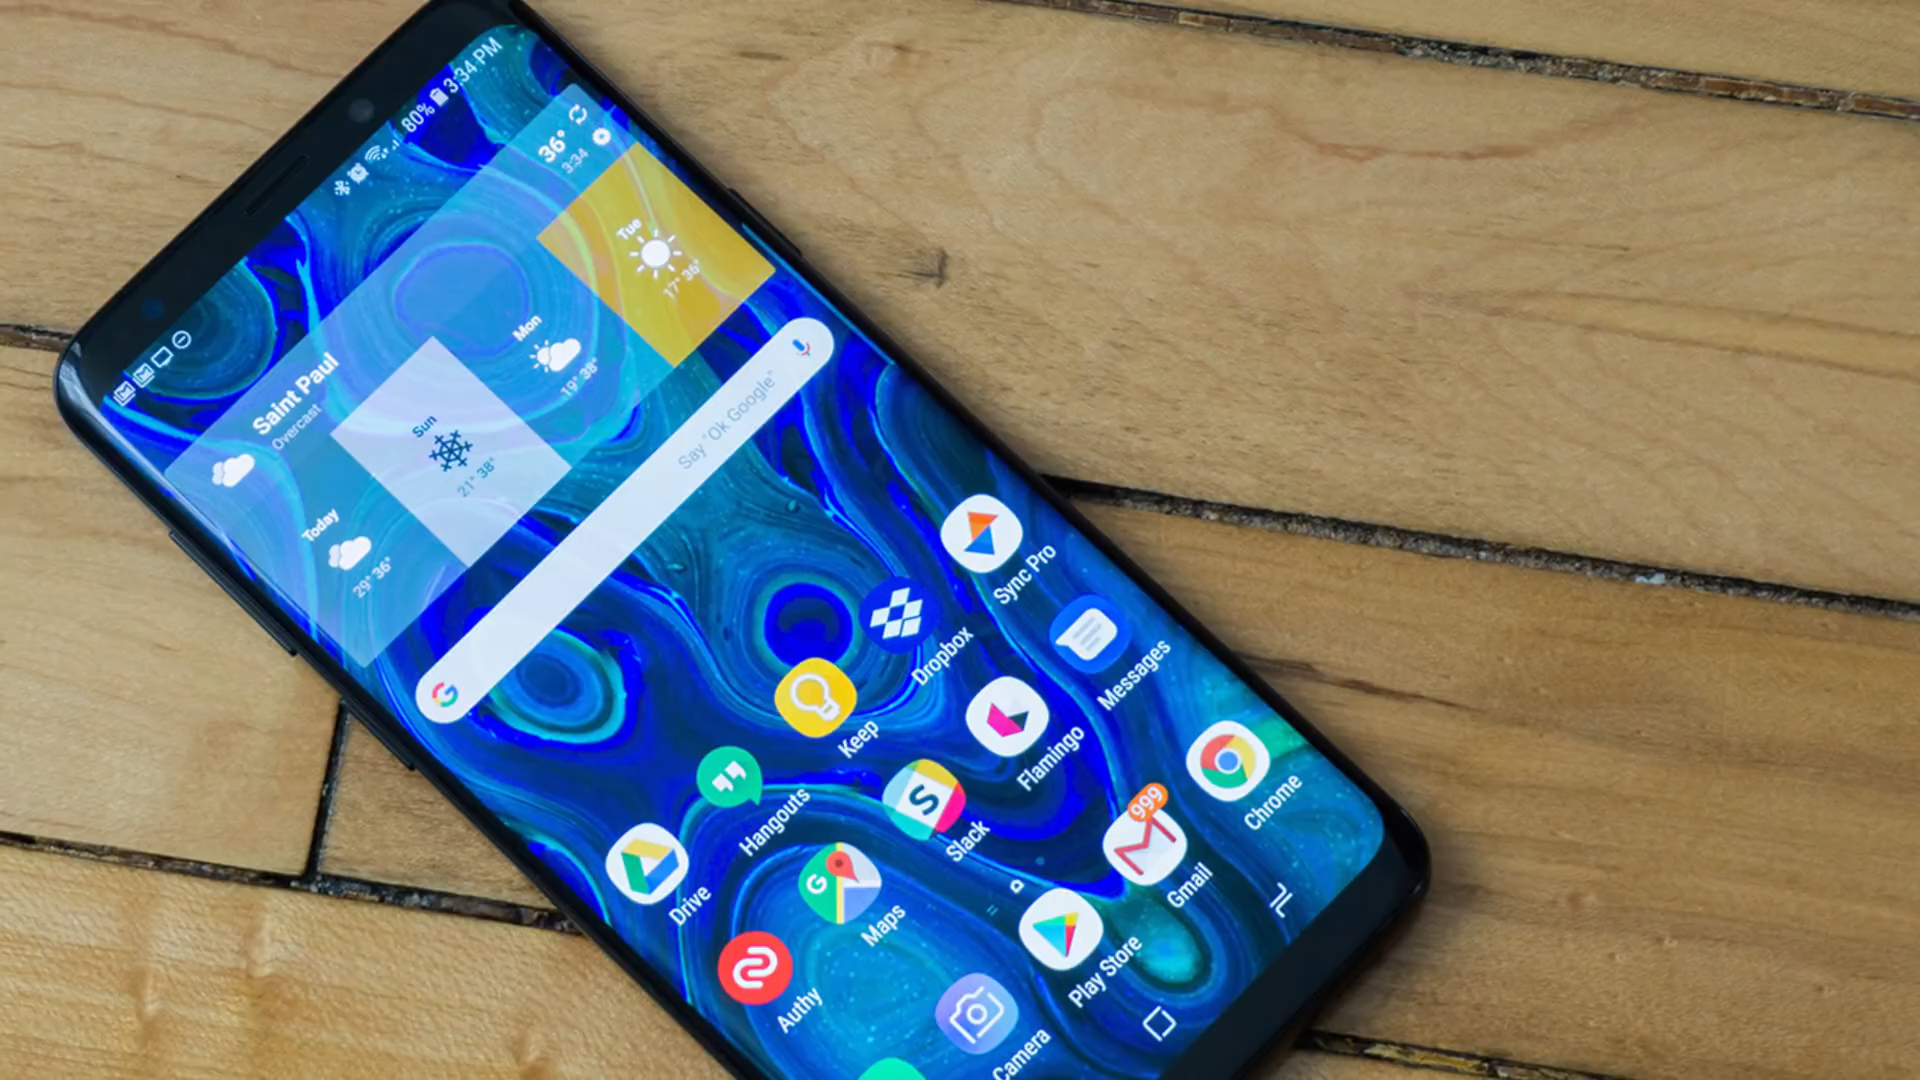 80% 3:34 PM
36°
3:34
Saint Paul
Overcast
Today
29° 36°
Sun
21° 38°
Mon
19° 38°
Tue
17° 36°
G
Say "Ok Google"
Drive
Hangouts
Keep
Dropbox
Sync Pro
Authy
G
Maps
S
Slack
Flamingo
Messages
Camera
Play Store
999
Gmail
Chrome